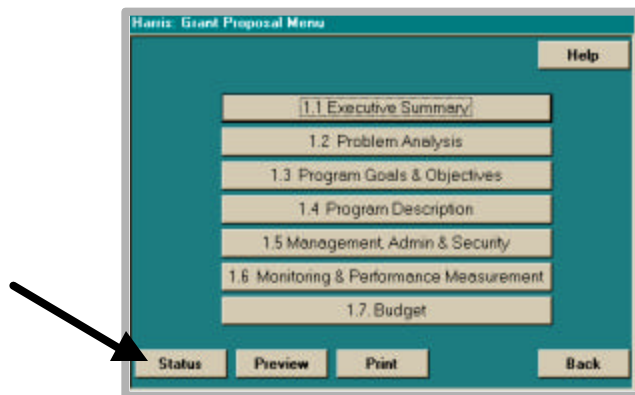 Harris: Grant Proposal Menu
Help
1.1 Executive Summary
1.2 Problem Analysis
1.3 Program Goals & Objectives
1.4 Program Description
1.5 Management, Admin & Security
1.6 Monitoring & Performance Measurement
1.7. Budget
Status Preview Print Back